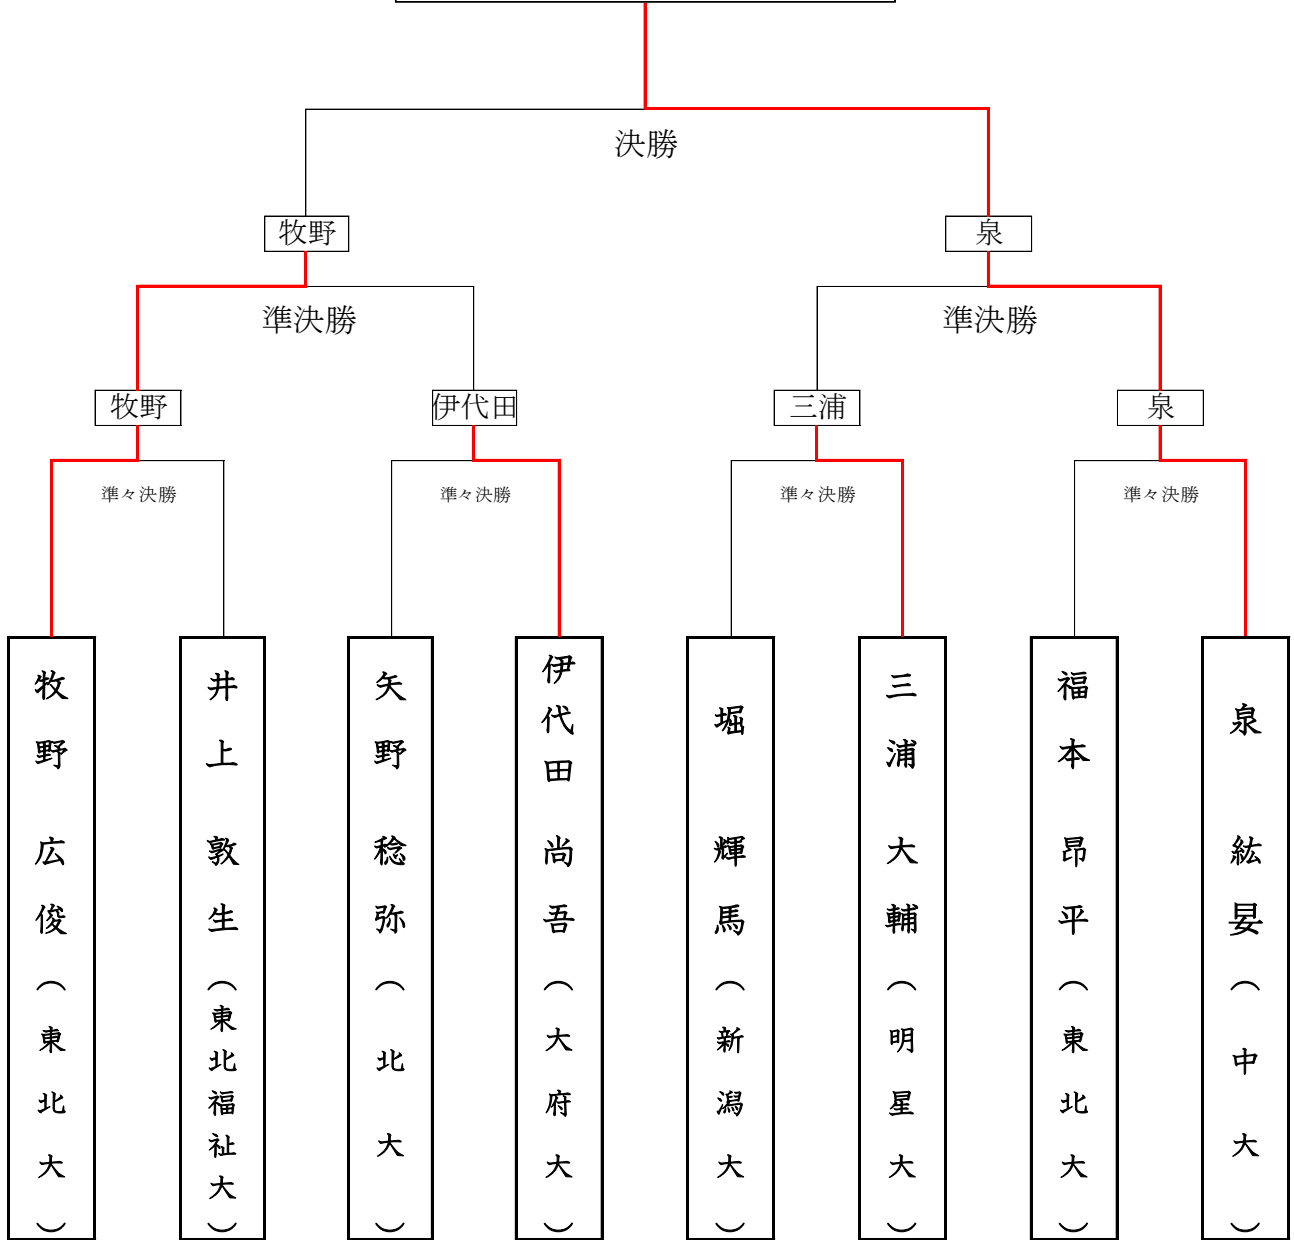 決勝
牧野
泉
準決勝
準決勝
牧野
伊代田
三浦
泉
準々決勝
準々決勝
準々決勝
準々決勝
牧野 広俊（東北大）
井上 敦生（東北福祉大）
矢野 稔弥（北大）
伊代田 尚吾（大府大）
堀 輝馬（新潟大）
三浦 大輔（明星大）
福本 昂平（東北大）
泉 紘晏（中大）